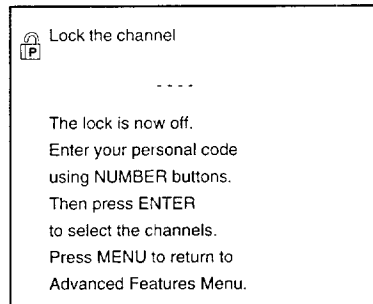 Lock the channel
P
- - - -
The lock is now off.
Enter your personal code
using NUMBER buttons.
Then press ENTER
to select the channels.
Press MENU to return to
Advanced Features Menu.